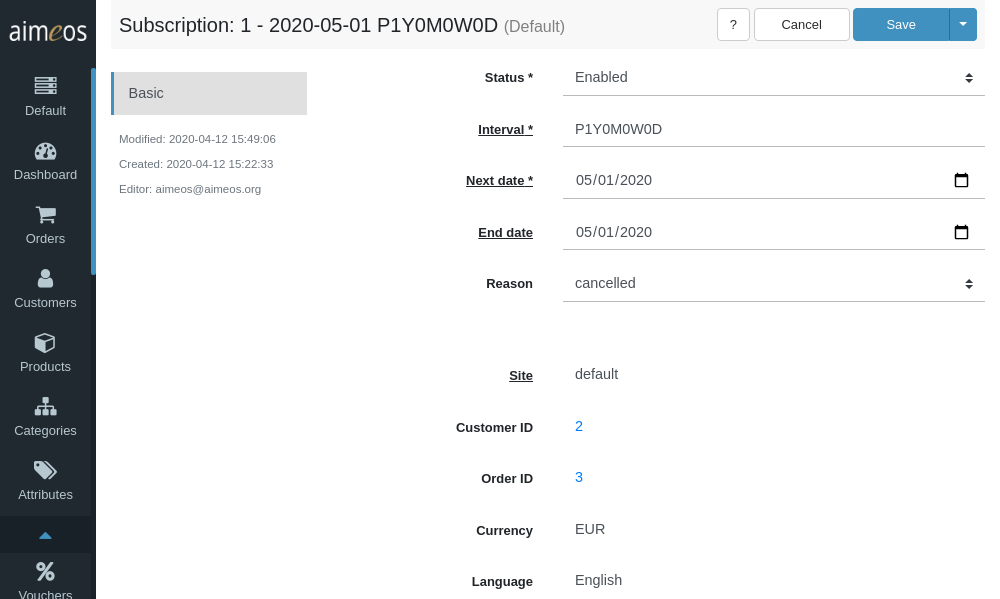 aimeos
Subscription: 1 - 2020-05-01 P1Y0M0W0D (Default)
?
Cancel
Save
Default
Dashboard
Orders
Customers
Products
Categories
Attributes
Vouchers
Basic
Modified: 2020-04-12 15:49:06
Created: 2020-04-12 15:22:33
Editor: aimeos@aimeos.org
Status * Enabled
Interval * P1Y0M0W0D
Next date * 05/01/2020
End date 05/01/2020
Reason cancelled
Site default
Customer ID 2
Order ID 3
Currency EUR
Language English